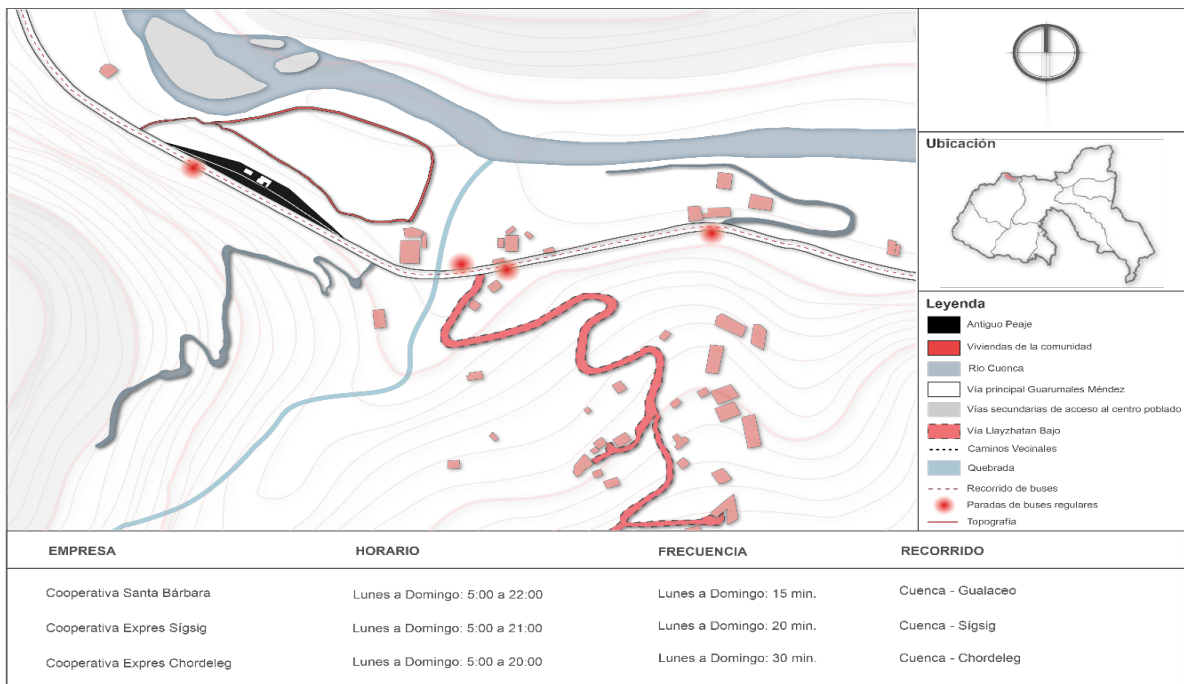 Ubicación
Leyenda
Antiguo Peaje
Viviendas de la comunidad
Río Cuenca
Vía principal Guarumales Méndez
Vías secundarias de acceso al centro poblado
Vía Llayzhatan Bajo
Caminos Vecinales
Quebrada
Recorrido de buses
Paradas de buses regulares
Topografía
EMPRESA HORARIO FRECUENCIA RECORRIDO
Cooperativa Santa Bárbara Lunes a Domingo: 5:00 a 22:00 Lunes a Domingo: 15 min. Cuenca - Gualaceo
Cooperativa Expres Sígsig Lunes a Domingo: 5:00 a 21:00 Lunes a Domingo: 20 min. Cuenca - Sígsig
Cooperativa Expres Chordeleg Lunes a Domingo: 5:00 a 20:00 Lunes a Domingo: 30 min. Cuenca - Chordeleg